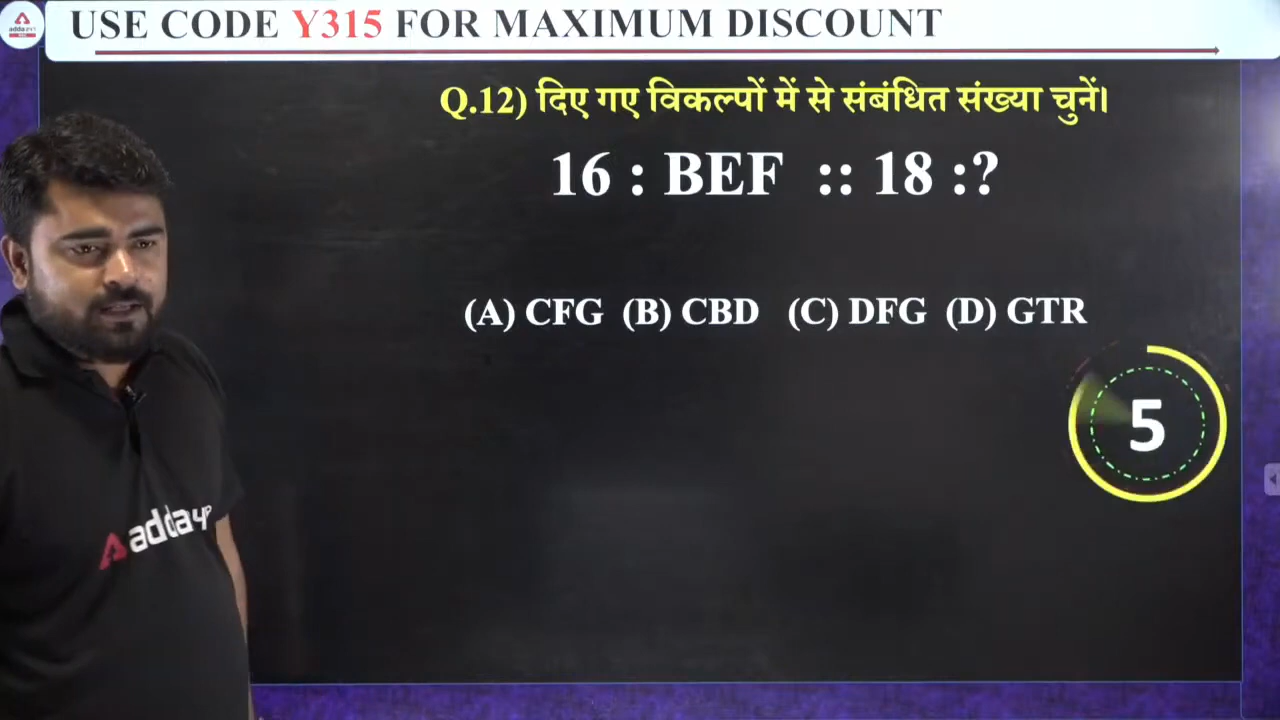 USE CODE Y315 FOR MAXIMUM DISCOUNT
Q.12) दिए गए विकल्पों में से संबंधित संख्या चुनें।
16 : BEF :: 18 :?
(A) CFG (B) CBD (C) DFG (D) GTR
5
adda